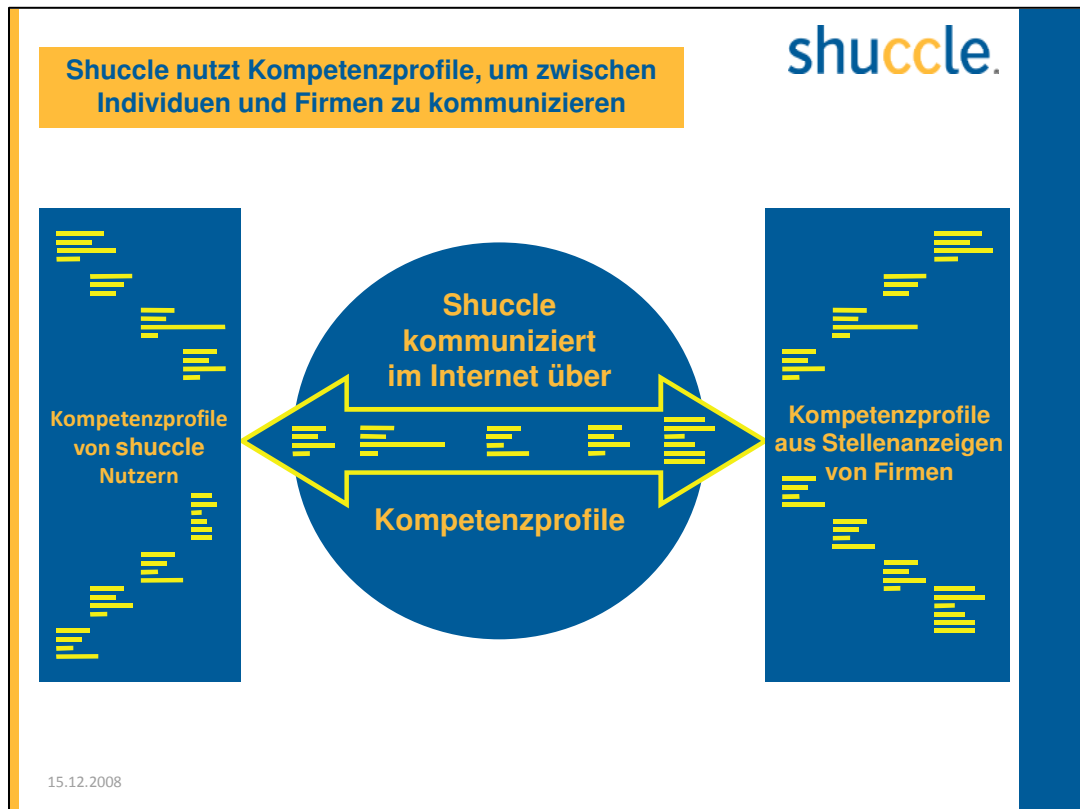 shuccle.
Shuccle nutzt Kompetenzprofile, um zwischen
Individuen und Firmen zu kommunizieren
Kompetenzprofile
von shuccle
Nutzern
Shuccle
kommuniziert
im Internet über
Kompetenzprofile
Kompetenzprofile
aus Stellenanzeigen
von Firmen
15.12.2008